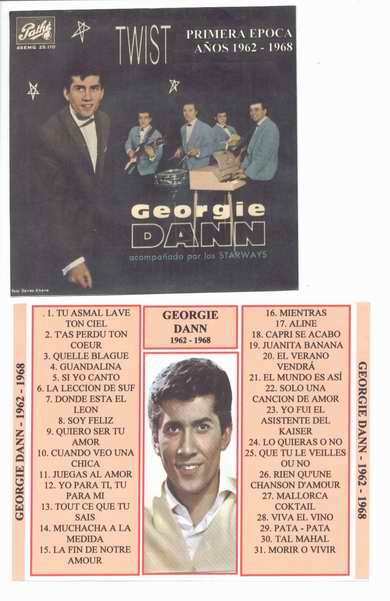 Pathé
45EMG 25.110
TWIST
PRIMERA EPOCA
AÑOS 1962 - 1968
Georgie
DANN
acompañado por los STARWAYS
GEORGIE DANN - 1962 - 1968
1. TU ASMAL LAVE
TON CIEL
2. T'AS PERDU TON
COEUR
3. QUELLE BLAGUE
4. GUANDALINA
5. SI YO CANTO
6. LA LECCION DE SUF
7. DONDE ESTA EL
LEON
8. SOY FELIZ
9. QUIERO SER TU
AMOR
10. CUANDO VEO UNA
CHICA
11. JUEGAS AL AMOR
12. YO PARA TI, TU
PARA MI
13. TOUT CE QUE TU
SAIS
14. MUCHACHA A LA
MEDIDA
15. LA FIN DE NOTRE
AMOUR
GEORGIE
DANN
1962 - 1968
16. MIENTRAS
17. ALINE
18. CAPRI SE ACABO
19. JUANITA BANANA
20. EL VERANO
VENDRÁ
21. EL MUNDO ES ASÍ
22. SOLO UNA
CANCION DE AMOR
23. YO FUI EL
ASISTENTE DEL
KAISER
24. LO QUIERAS O NO
25. QUE TU LE VEILLES
OU NO
26. RIEN QU'UNE
CHANSON D'AMOUR
27. MALLORCA
COKTAIL
28. VIVA EL VINO
29. PATA - PATA
30. TAL MAHAL
31. MORIR O VIVIR
GEORGIE DANN - 1962 - 1968